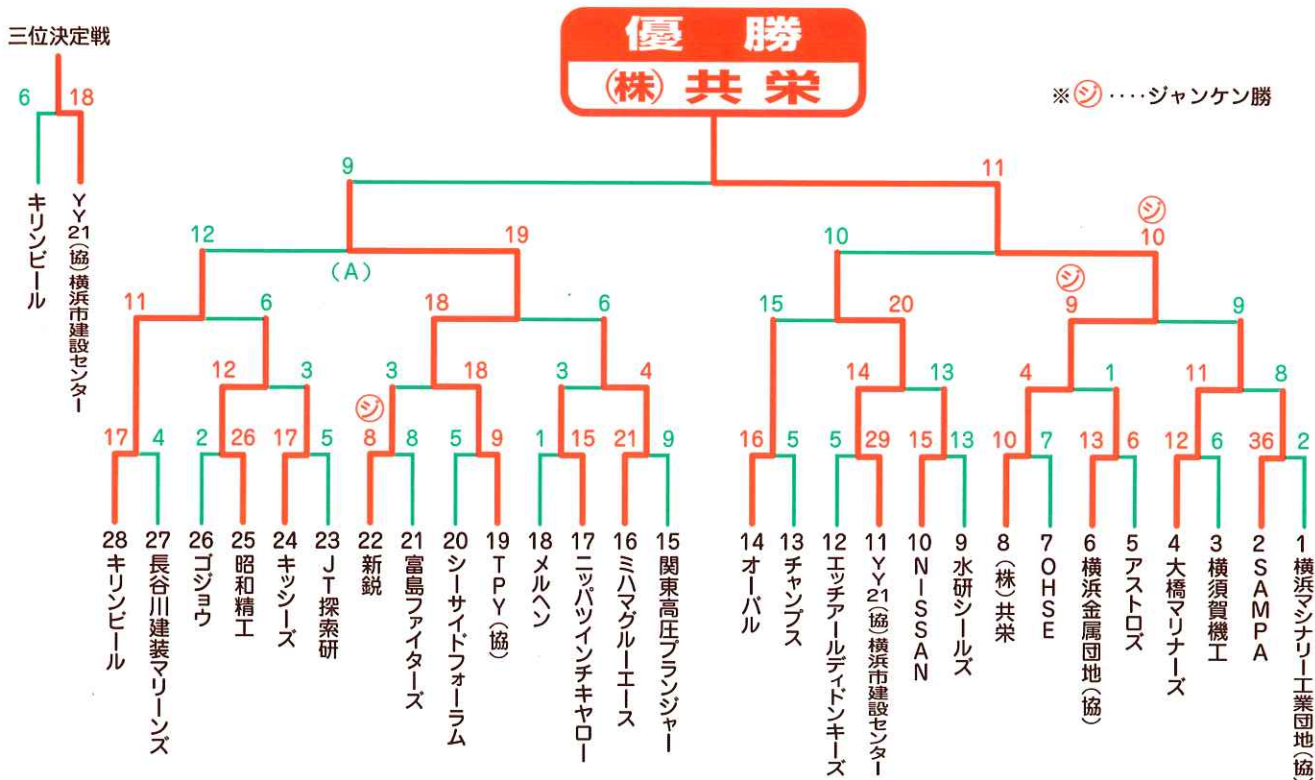 三位決定戦
優勝
(株)共栄
※ジ‥‥ジャンケン勝
6 18
キリンビール
YY21(協)横浜市建設センター
9 11
ジ
12 19 10 10
(A)
ジ
11 6 18 6 15 20 9 9
12 3 3 18 3 4 14 13 4 1 11 8
ジ
17 4 2 26 17 5 8 8 5 9 1 15 21 9 16 5 5 29 15 13 10 7 13 6 12 6 36 2
28 キリンビール
27 長谷川建装マリーンズ
26 ゴジョウ
25 昭和精工
24 キッシーズ
23 JT探索研
22 新鋭
21 富島ファイターズ
20 シーサイドフォーラム
19 TPY(協)
18 メルヘン
17 ニッパツインチキヤロー
16 ミハマグルーエース
15 関東高圧プランジャー
14 オーバル
13 チャンプス
12 エッチアールディドンキーズ
11 YY21(協)横浜市建設センター
10 NISSAN
9 水研シールズ
8 (株)共栄
7 OHSE
6 横浜金属団地(協)
5 アストロズ
4 大橋マリナーズ
3 横須賀機工
2 SAMPA
1 横浜マシナリー工業団地(協)